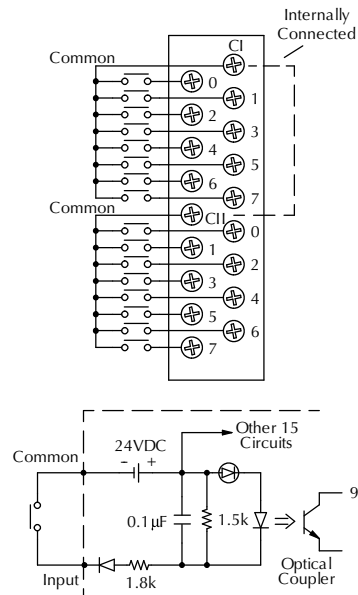 Internally
Connected
CI
Common
0
1
2
3
4
5
6
7
Common
CII
0
1
2
3
4
5
6
7
Other 15
Circuits
24VDC
- +
Common
9
0.1µF
1.5k
Optical
Coupler
Input
1.8k